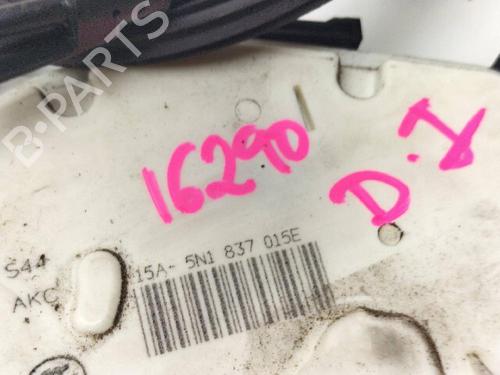 B-PARTS
16290
D.I
S44
AKC
15A- 5N1 837 015E